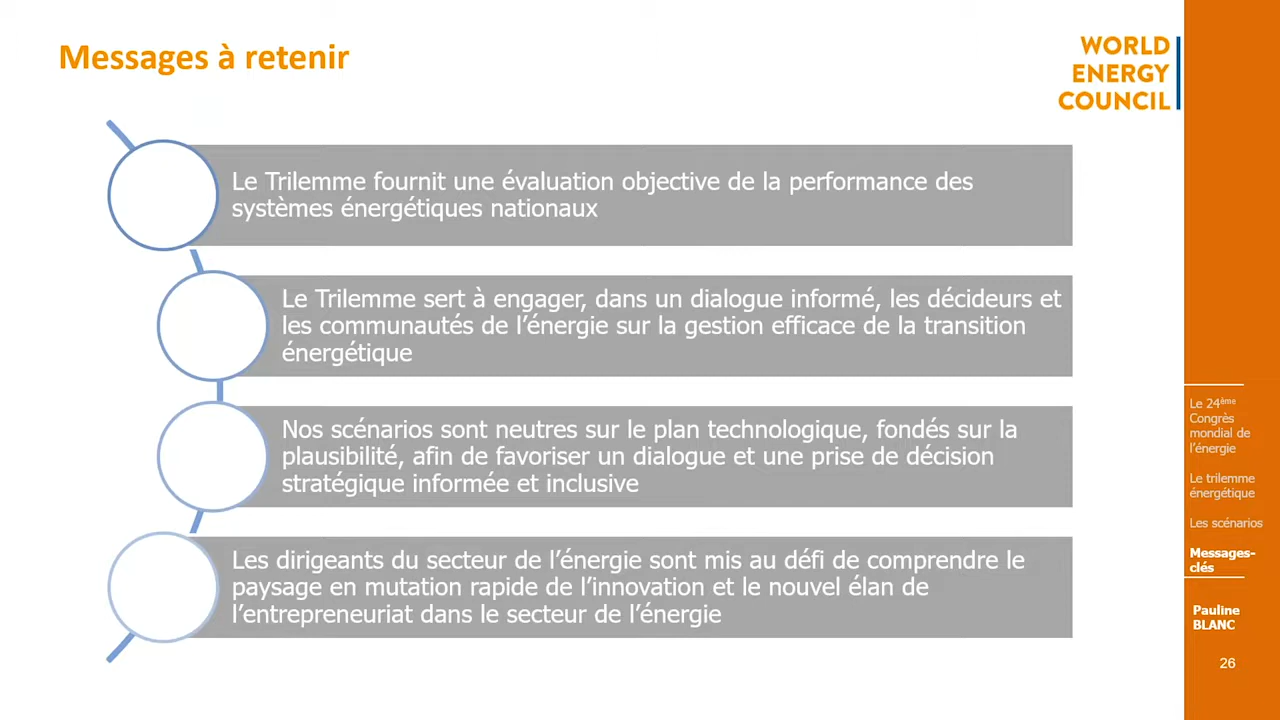 Messages à retenir
WORLD
ENERGY
COUNCIL
Le Trilemme fournit une évaluation objective de la performance des
systèmes énergétiques nationaux
Le Trilemme sert à engager, dans un dialogue informé, les décideurs et
les communautés de l’énergie sur la gestion efficace de la transition
énergétique
Nos scénarios sont neutres sur le plan technologique, fondés sur la
plausibilité, afin de favoriser un dialogue et une prise de décision
stratégique informée et inclusive
Les dirigeants du secteur de l’énergie sont mis au défi de comprendre le
paysage en mutation rapide de l’innovation et le nouvel élan de
l’entrepreneuriat dans le secteur de l’énergie
Le 24ème
Congrès
mondial de
l’énergie
Le trilemme
énergétique
Les scénarios
Messages-
clés
Pauline
BLANC
26